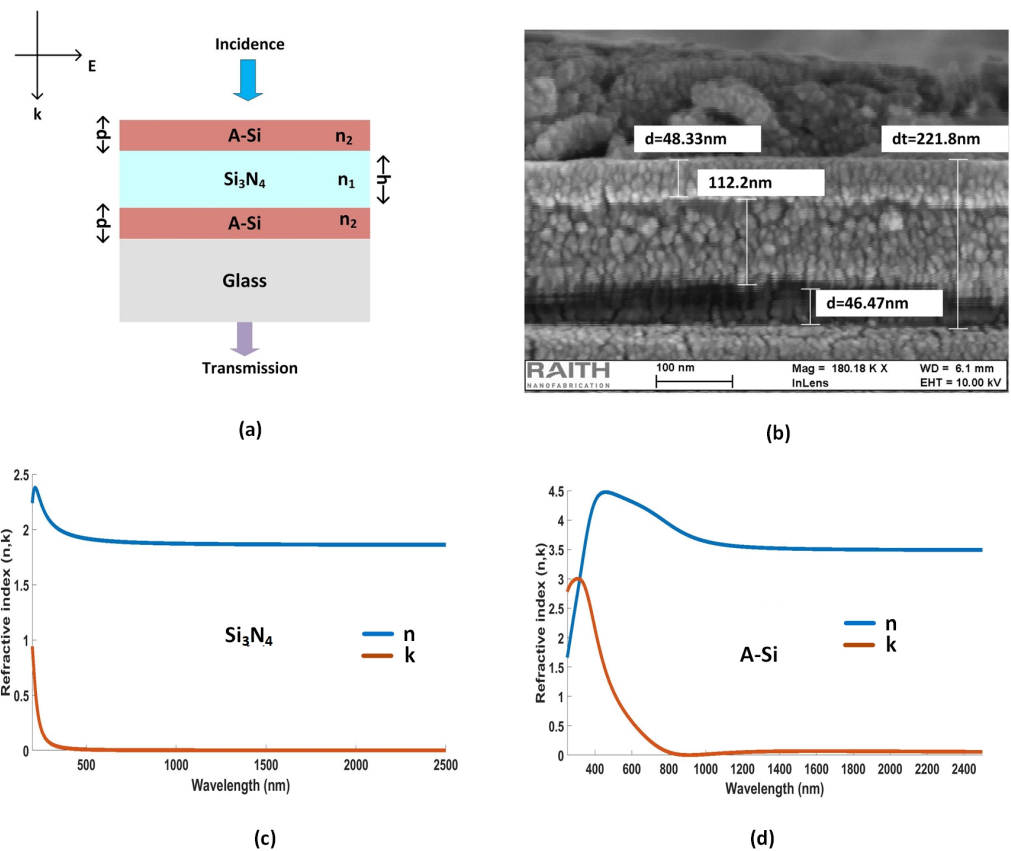 (a)
k
E
Incidence
d
A-Si n₂
Si₃N₄ n₁
h
d
A-Si n₂
Glass
Transmission
(b)
d=48.33nm
dt=221.8nm
112.2nm
d=46.47nm
RAITH
NANOFABRICATION
100 nm
Mag = 180.18 K X
WD = 6.1 mm
InLens
EHT = 10.00 kV
(c)
Refractive index (n,k)
2.5
2
1.5
1
0.5
0
Si₃N₄
n
k
500 1000 1500 2000 2500
Wavelength (nm)
(d)
Refractive index (n,k)
4.5
4
3.5
3
2.5
2
1.5
1
0.5
0
A-Si
n
k
400 600 800 1000 1200 1400 1600 1800 2000 2200 2400
Wavelength (nm)